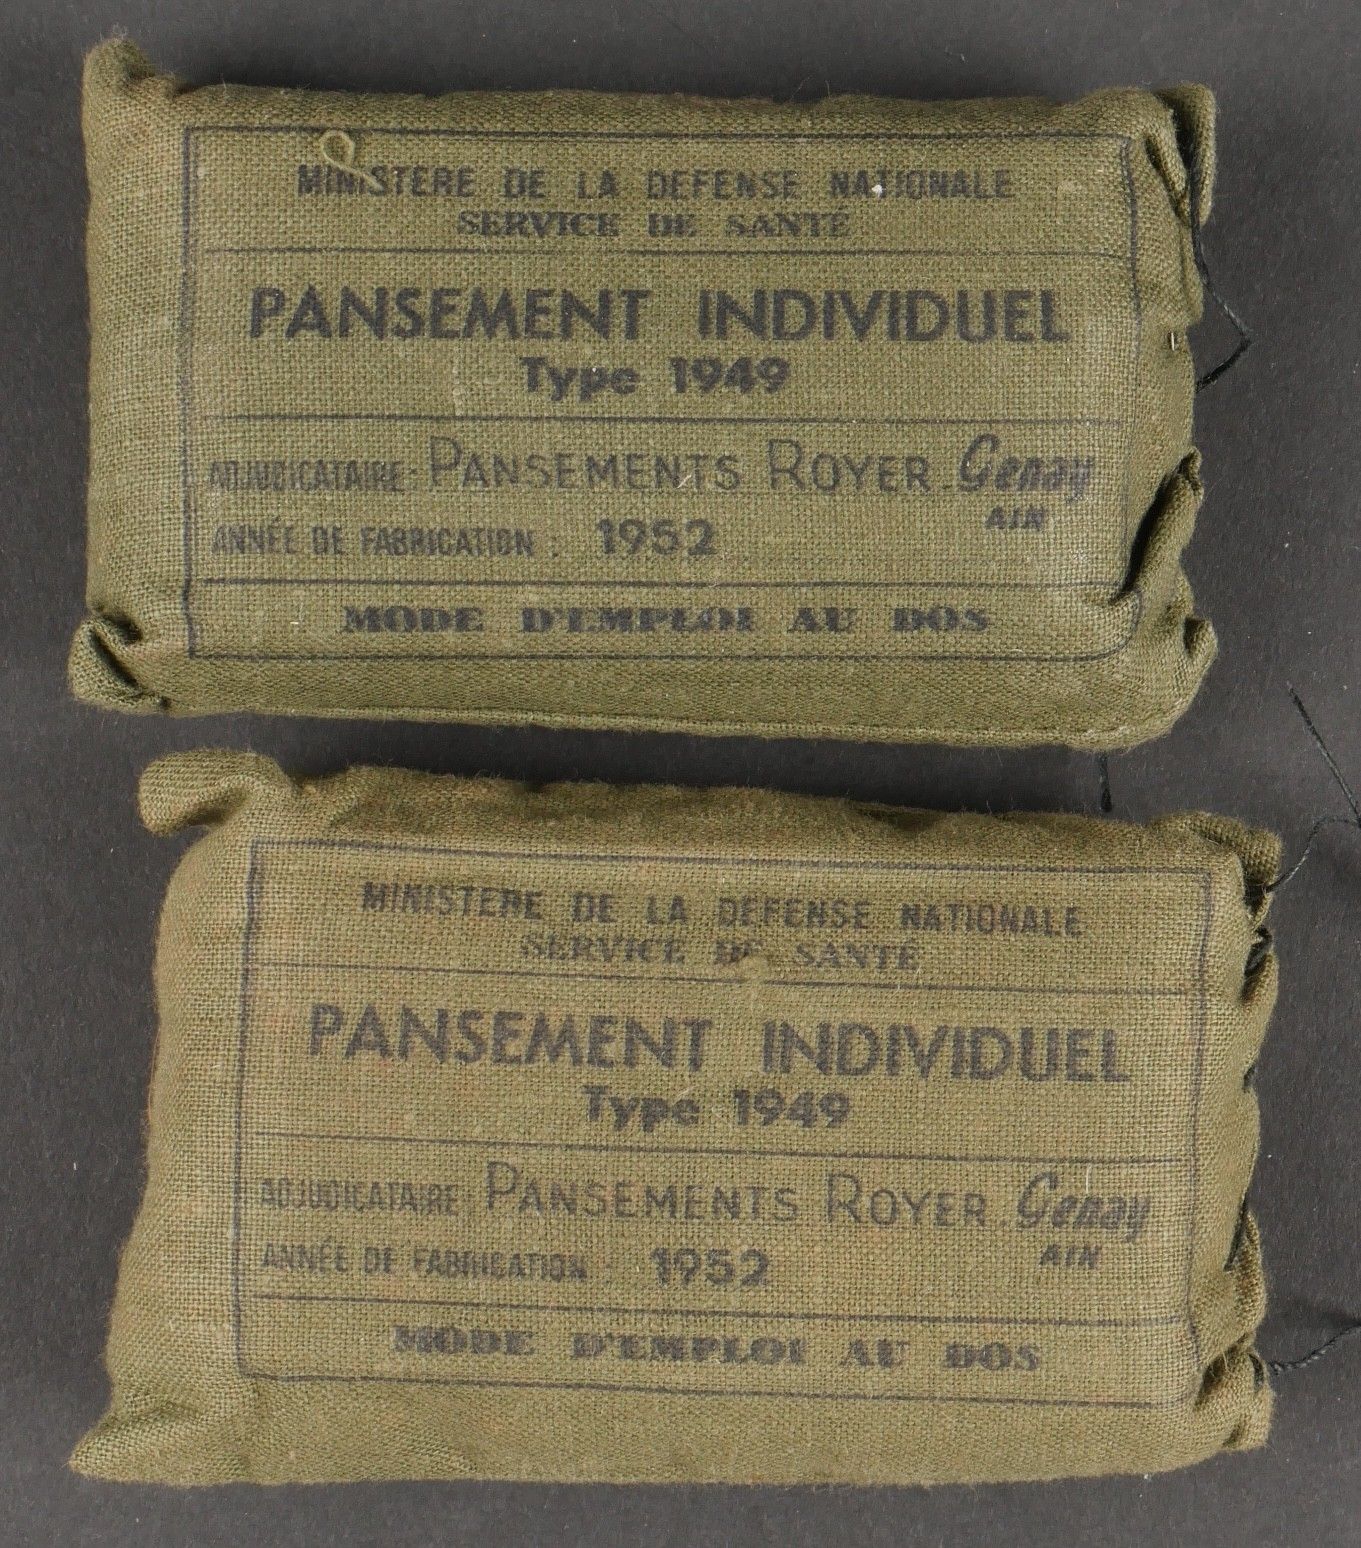 MINISTERE DE LA DEFENSE NATIONALE
SERVICE DE SANTÉ
PANSEMENT INDIVIDUEL
Type 1949
ADJUDICATAIRE: PANSEMENTS ROYER. Genay
AIN
ANNÉE DE FABRICATION : 1952
MODE D'EMPLOI AU DOS
MINISTERE DE LA DEFENSE NATIONALE
SERVICE DE SANTÉ
PANSEMENT INDIVIDUEL
Type 1949
ADJUDICATAIRE: PANSEMENTS ROYER. Genay
AIN
ANNÉE DE FABRICATION : 1952
MODE D'EMPLOI AU DOS